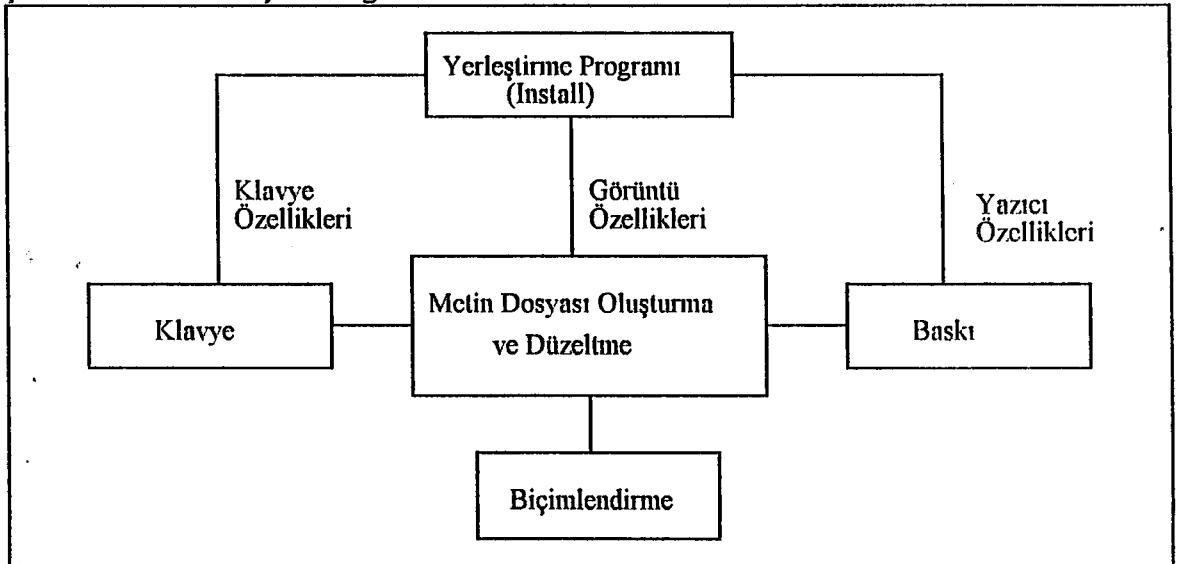 Yerleştirme Programı
(Install)
Klavye
Özellikleri
Görüntü
Özellikleri
Yazıcı
Özellikleri
Klavye
Metin Dosyası Oluşturma
ve Düzeltme
Baskı
Biçimlendirme